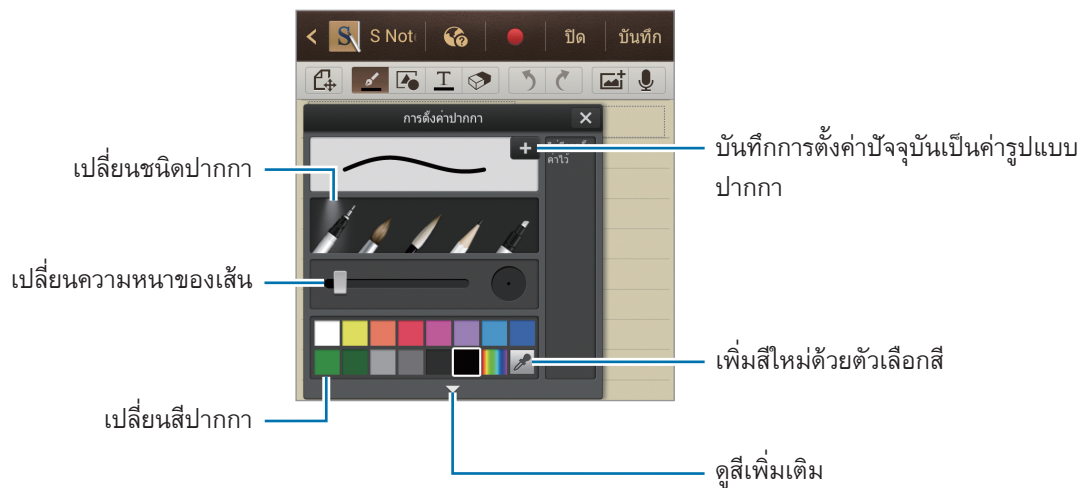 S Not
ปิด
บันทึก
T
การตั้งค่าปากกา
ค่าไว้
เปลี่ยนชนิดปากกา
บันทึกการตั้งค่าปัจจุบันเป็นค่ารูปแบบ
ปากกา
เปลี่ยนความหนาของเส้น
เพิ่มสีใหม่ด้วยตัวเลือกสี
เปลี่ยนสีปากกา
ดูสีเพิ่มเติม